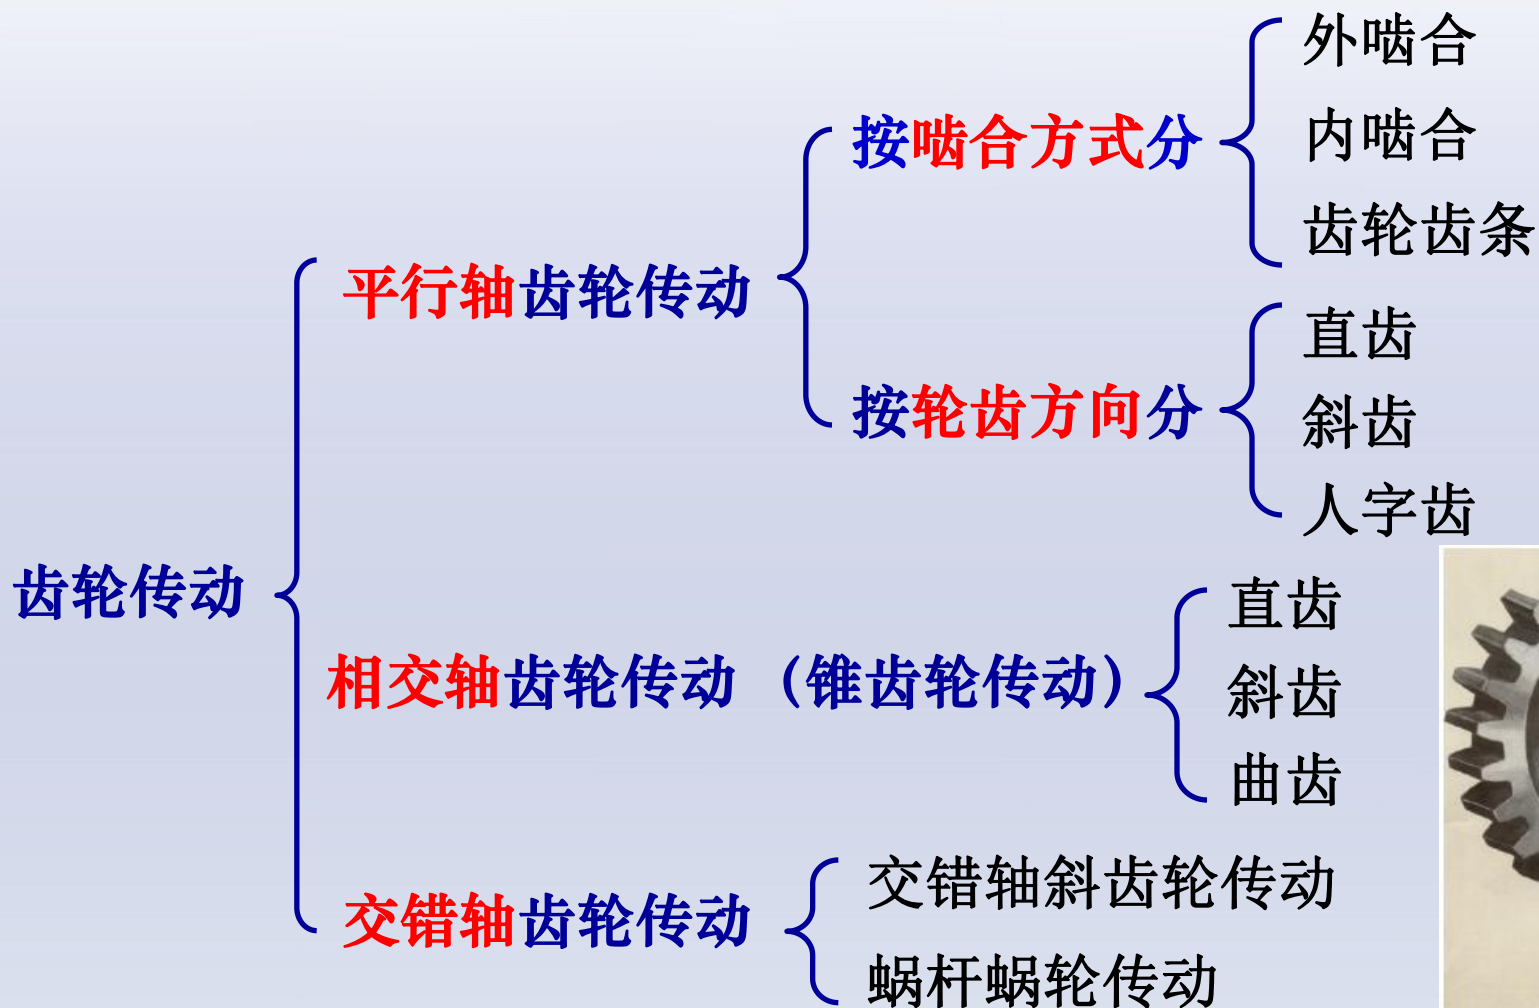 齿轮传动
平行轴齿轮传动
按啮合方式分
外啮合
内啮合
齿轮齿条
按轮齿方向分
直齿
斜齿
人字齿
相交轴齿轮传动（锥齿轮传动）
直齿
斜齿
曲齿
交错轴齿轮传动
交错轴斜齿轮传动
蜗杆蜗轮传动